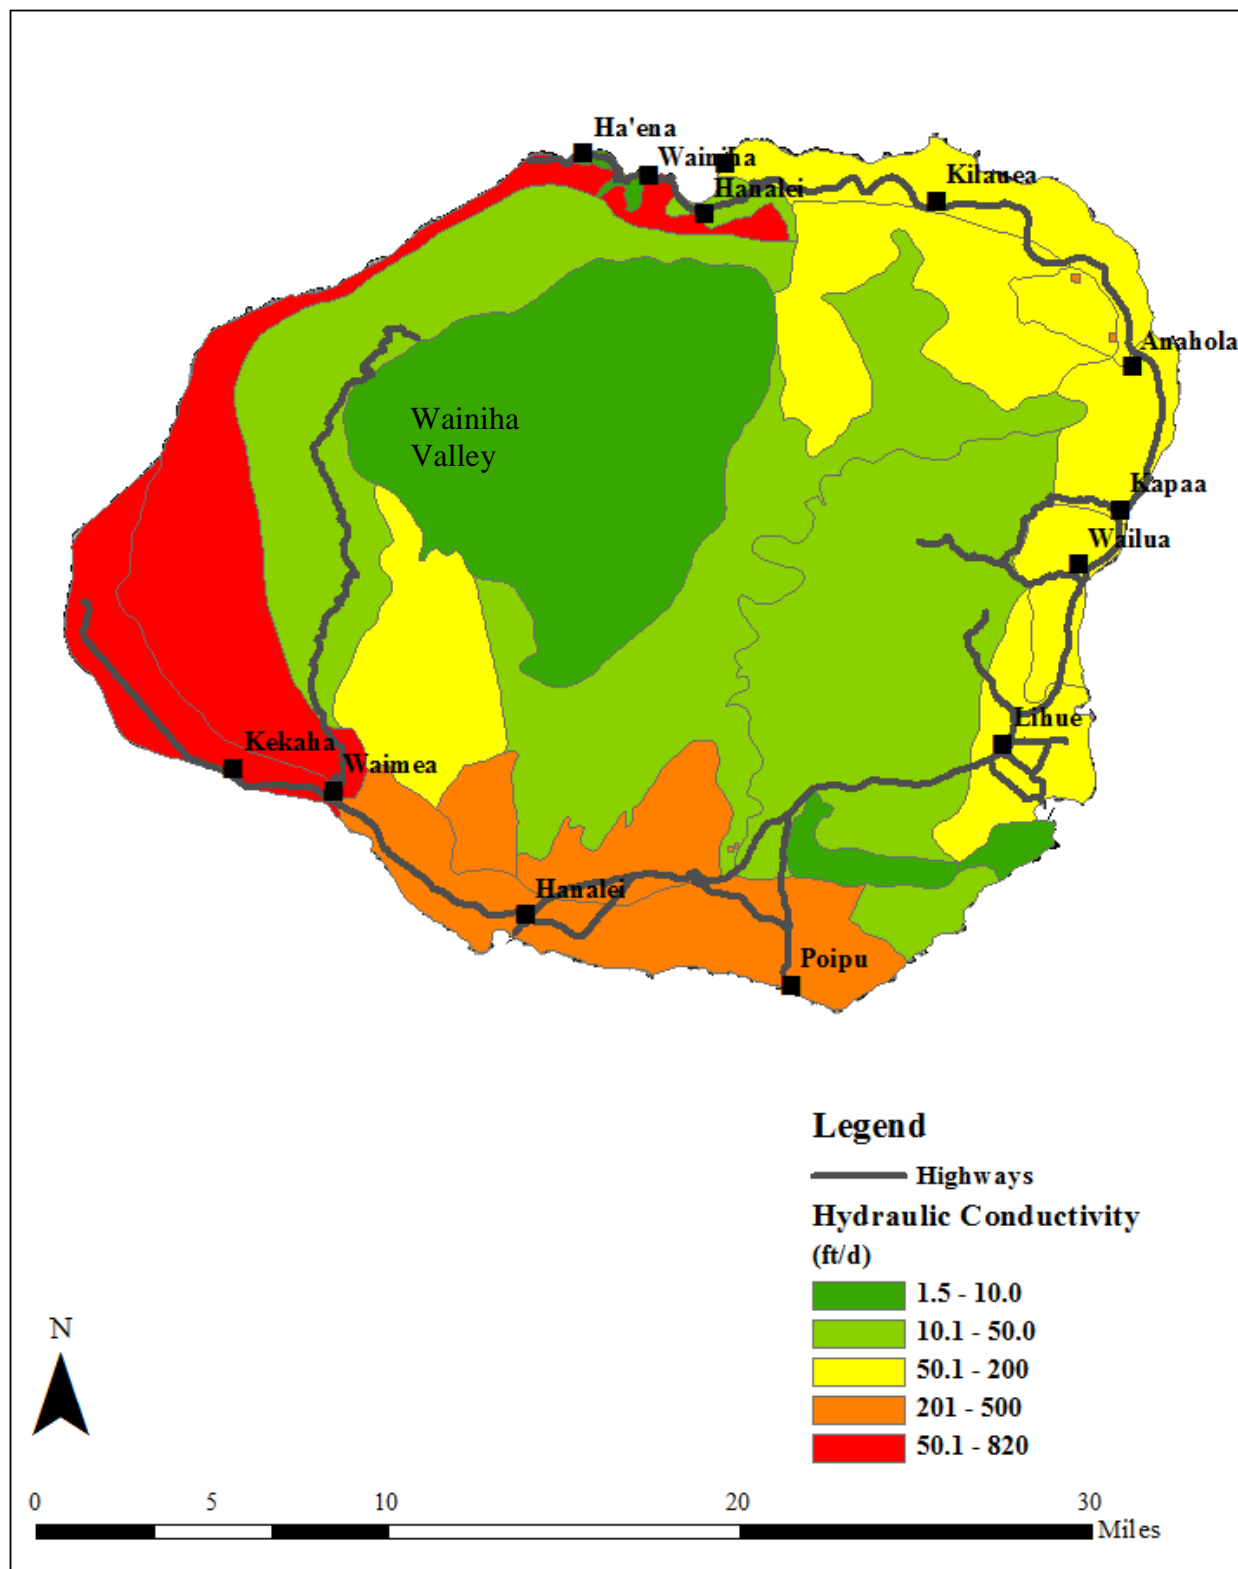 Ha'ena
Wainiha
Hanalei
Kilauea
Anahola
Wainiha
Valley
Kapaa
Wailua
Lihue
Kekaha
Waimea
Hanalei
Poipu
Legend
Highways
Hydraulic Conductivity
(ft/d)
1.5 - 10.0
10.1 - 50.0
50.1 - 200
201 - 500
50.1 - 820
N
0 5 10 20 30
Miles